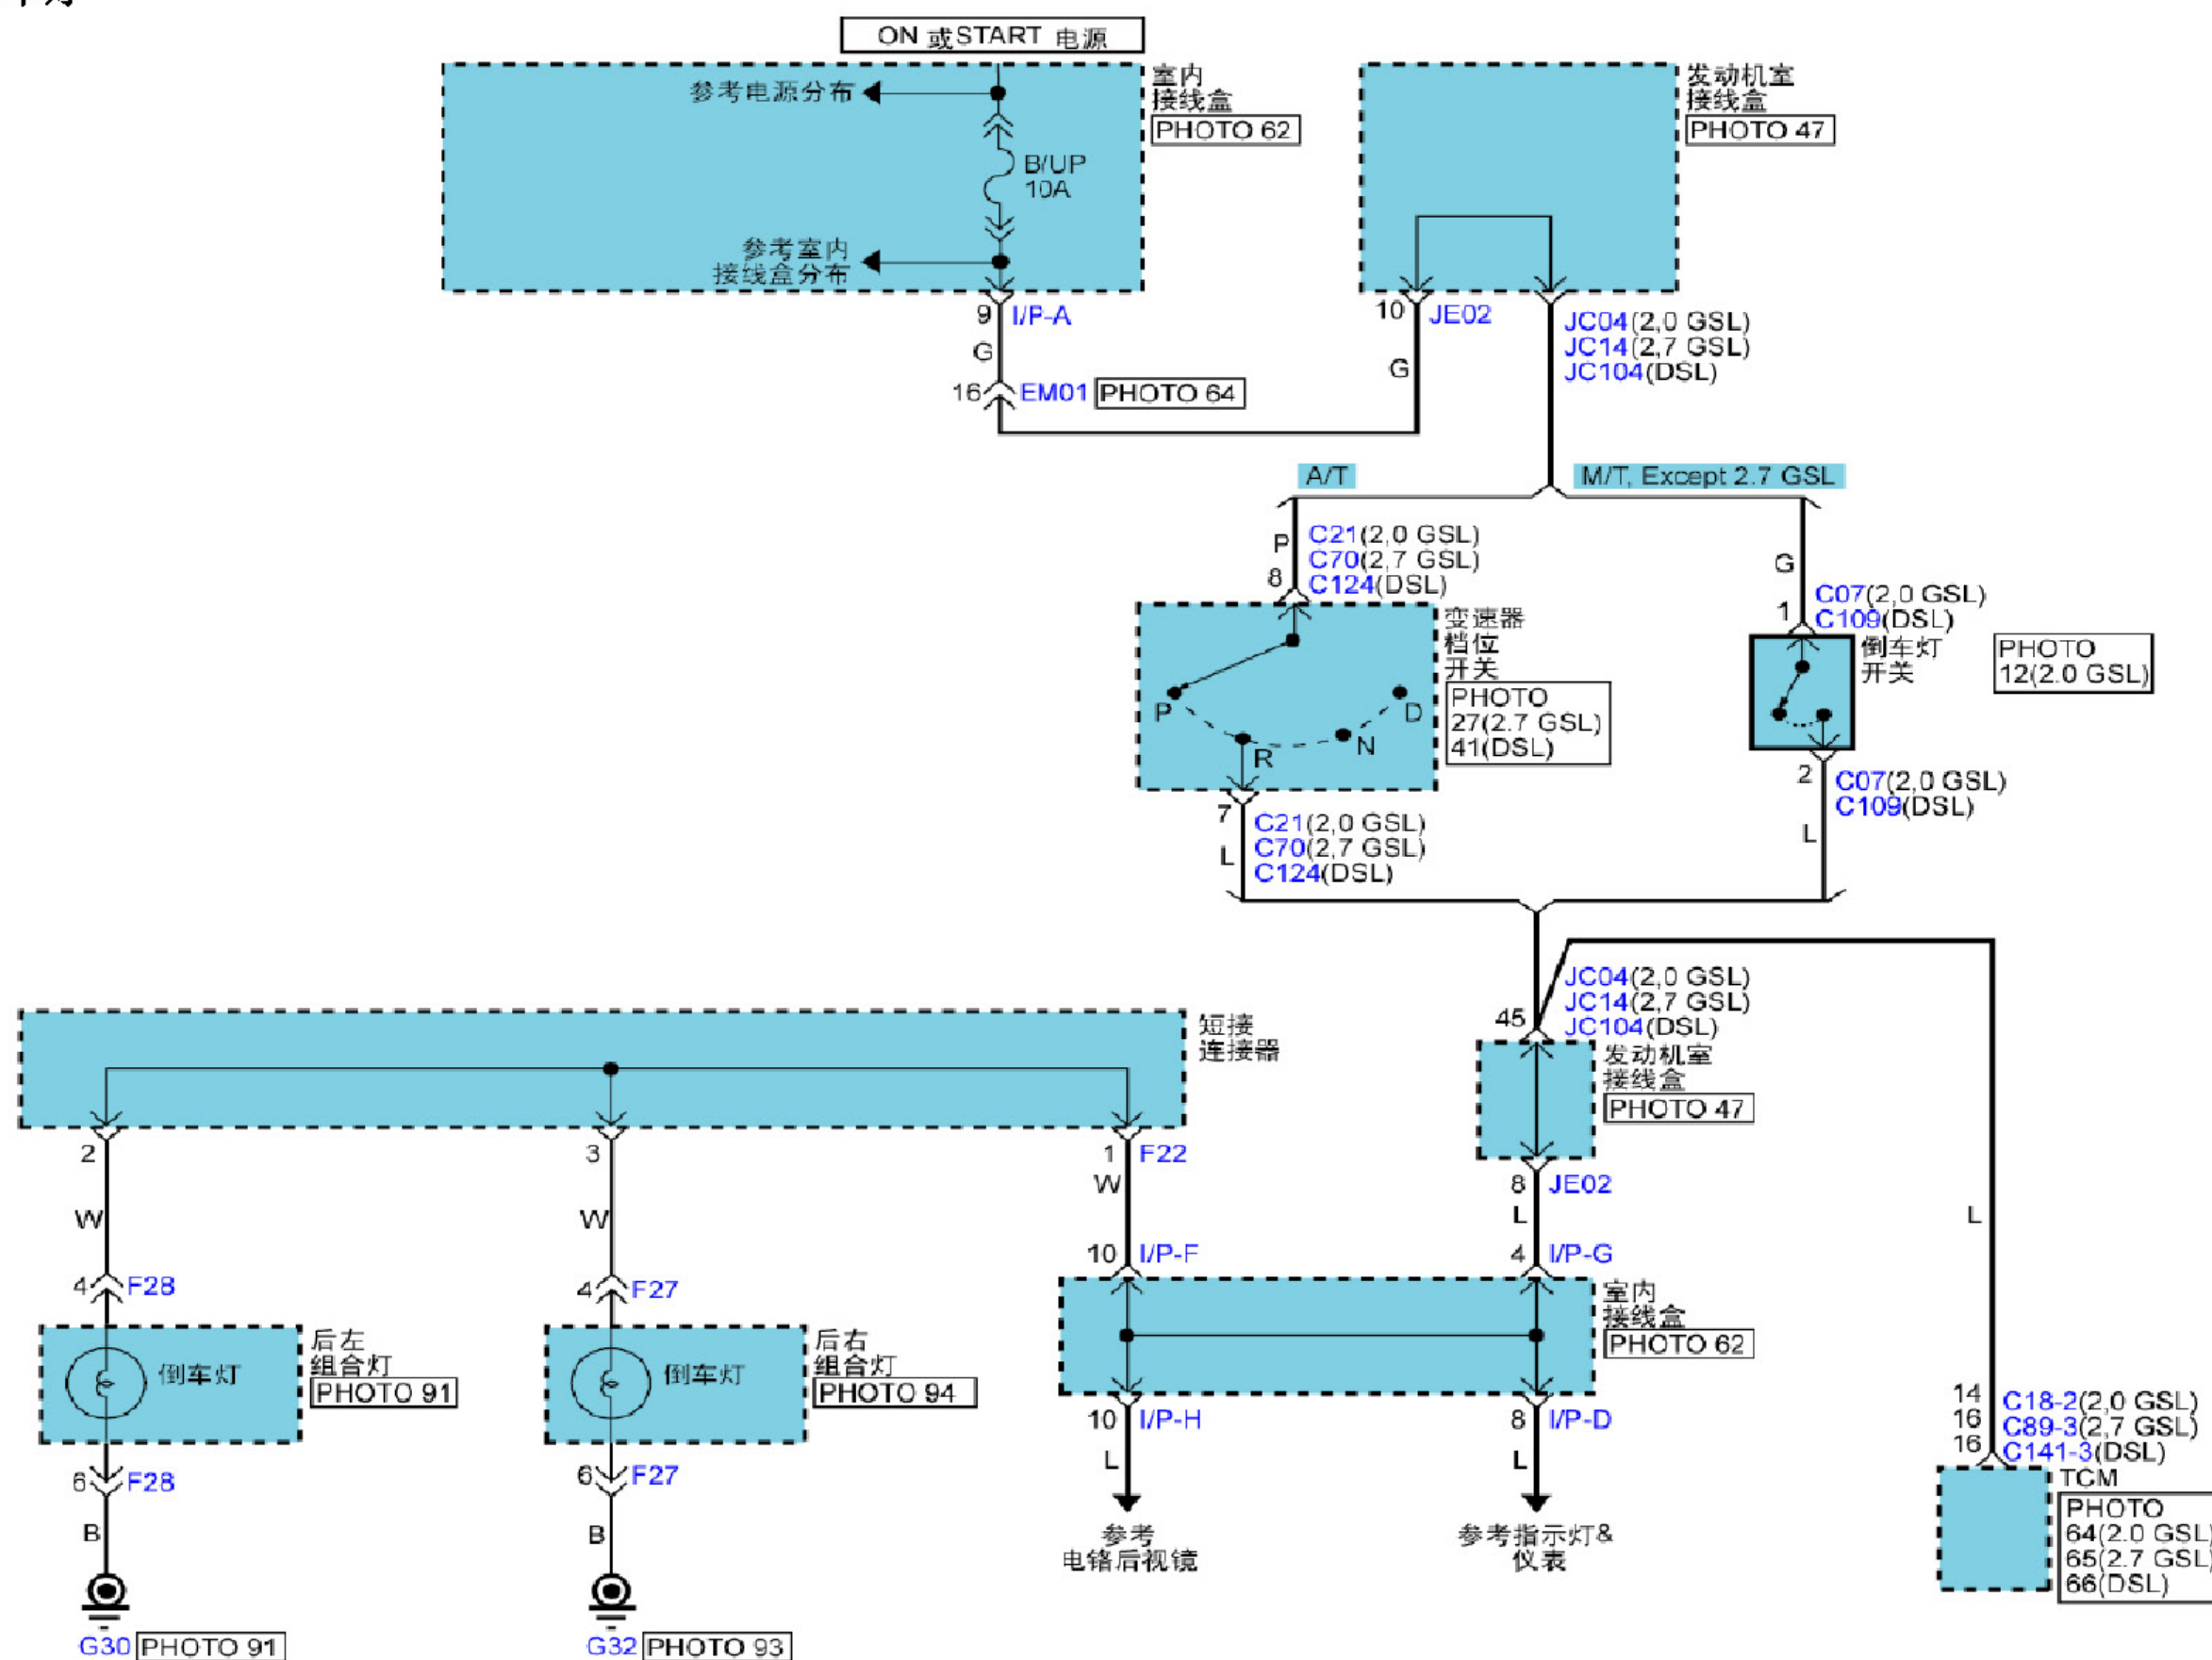 ON 或START 电源
参考电源分布
B/UP
10A
参考室内
接线盒分布
室内
接线盒
PHOTO 62
发动机室
接线盒
PHOTO 47
9 I/P-A
G
16 EM01 PHOTO 64
10 JE02
G
JC04(2,0 GSL)
JC14(2,7 GSL)
JC104(DSL)
A/T
M/T, Except 2.7 GSL
P
8
C21(2,0 GSL)
C70(2,7 GSL)
C124(DSL)
G
1
C07(2,0 GSL)
C109(DSL)
变速器
档位
开关
PHOTO
27(2.7 GSL)
41(DSL)
P
R
N
D
倒车灯
开关
PHOTO
12(2.0 GSL)
7
L
C21(2,0 GSL)
C70(2,7 GSL)
C124(DSL)
2
L
C07(2,0 GSL)
C109(DSL)
45
JC04(2,0 GSL)
JC14(2,7 GSL)
JC104(DSL)
发动机室
接线盒
PHOTO 47
短接
连接器
2
3
1 F22
W
W
W
8 JE02
L
L
10 I/P-F
4 I/P-G
4 F28
4 F27
室内
接线盒
PHOTO 62
倒车灯
后左
组合灯
PHOTO 91
倒车灯
后右
组合灯
PHOTO 94
10 I/P-H
L
8 I/P-D
L
14 C18-2(2,0 GSL)
16 C89-3(2,7 GSL)
16 C141-3(DSL)
TCM
PHOTO
64(2.0 GSL)
65(2.7 GSL)
66(DSL)
6 F28
B
6 F27
B
参考
电铬后视镜
参考指示灯&
仪表
G30 PHOTO 91
G32 PHOTO 93